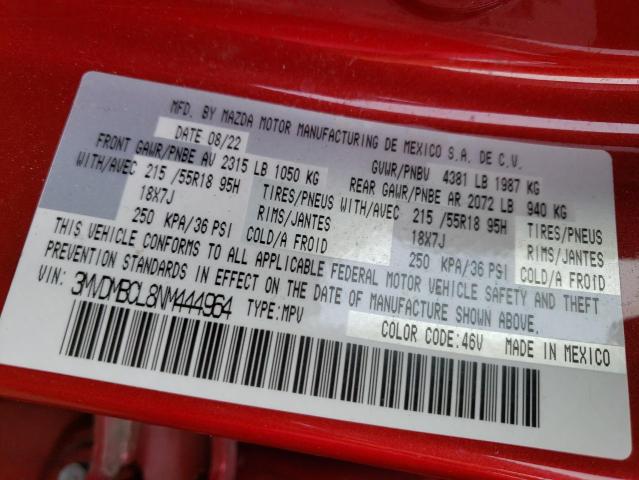 MFD. BY MAZDA MOTOR MANUFACTURING DE MEXICO S.A. DE C.V.
DATE 08/22 GVWR/PNBV 4381 LB 1987 KG
FRONT GAWR/PNBE AV 2315 LB 1050 KG REAR GAWR/PNBE AR 2072 LB 940 KG
WITH/AVEC 215 /55R18 95H TIRES/PNEUS WITH/AVEC 215 /55R18 95H TIRES/PNEUS
18X7J RIMS/JANTES 18X7J RIMS/JANTES
250 KPA/36 PSI COLD/A FROID 250 KPA/36 PSI COLD/A FROID
THIS VEHICLE CONFORMS TO ALL APPLICABLE FEDERAL MOTOR VEHICLE SAFETY AND THEFT
PREVENTION STANDARDS IN EFFECT ON THE DATE OF MANUFACTURE SHOWN ABOVE.
VIN: 3MVDMBCL8NM444964 TYPE: MPV
COLOR CODE: 46V MADE IN MEXICO